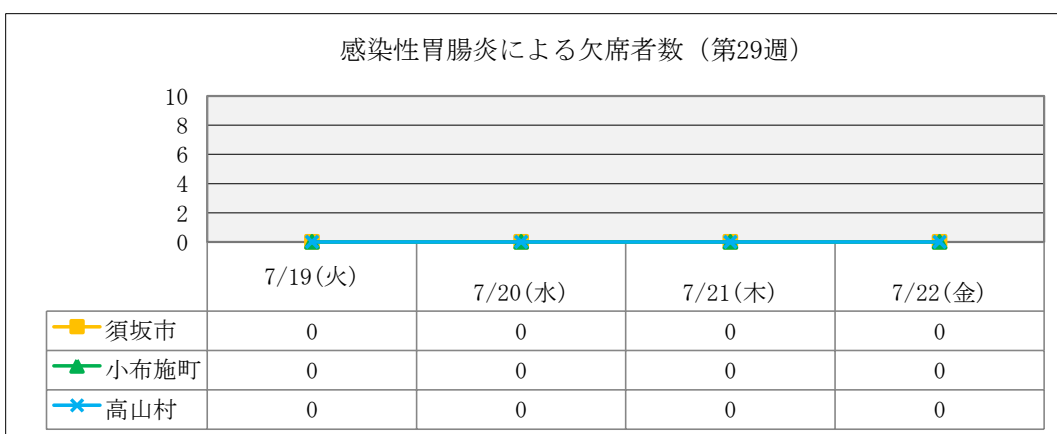 感染性胃腸炎による欠席者数（第29週）
10
8
6
4
2
0
7/19(火) 7/20(水) 7/21(木) 7/22(金)
須坂市 0 0 0 0
小布施町 0 0 0 0
高山村 0 0 0 0